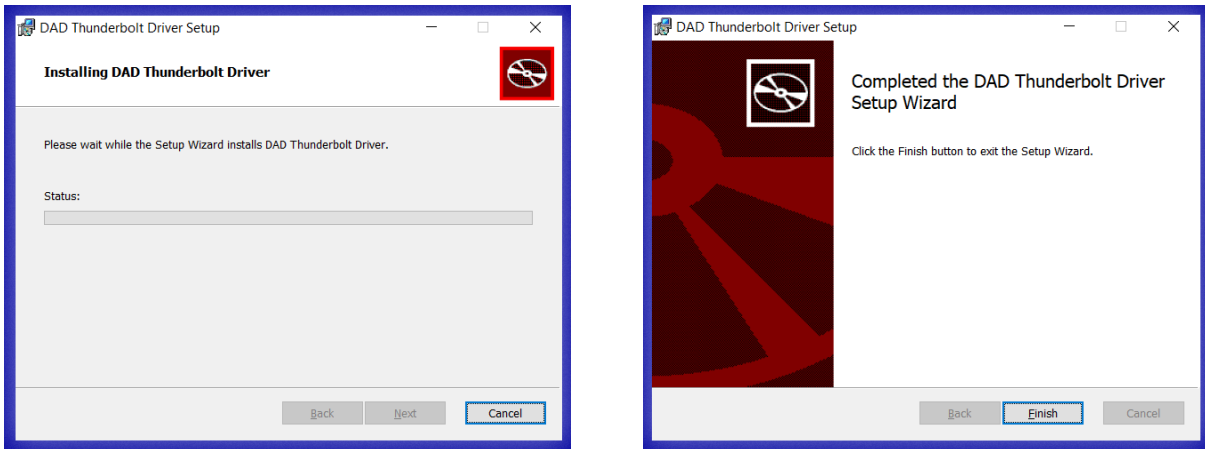 DAD Thunderbolt Driver Setup
Installing DAD Thunderbolt Driver
Please wait while the Setup Wizard installs DAD Thunderbolt Driver.
Status:
Back Next Cancel
DAD Thunderbolt Driver Setup
Completed the DAD Thunderbolt Driver
Setup Wizard
Click the Finish button to exit the Setup Wizard.
Back Finish Cancel